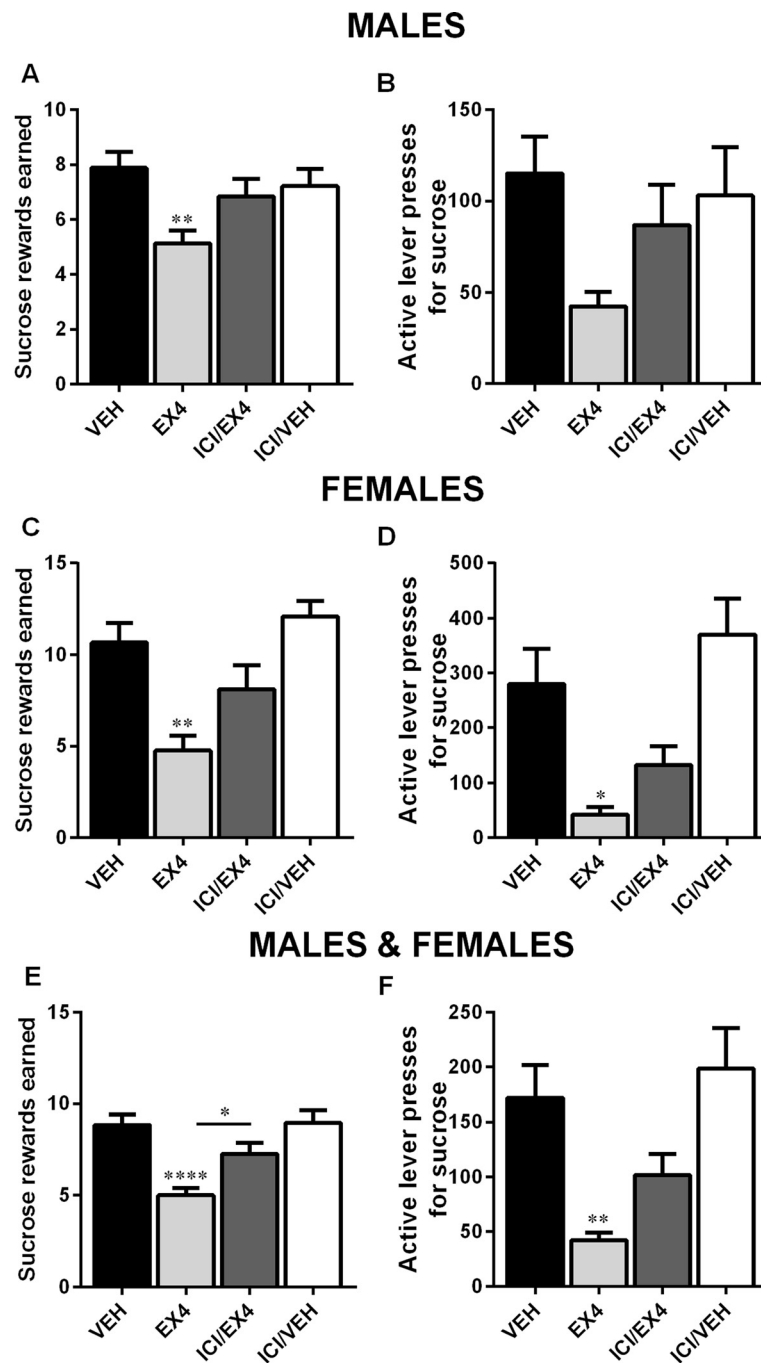 MALES
A
B
Sucrose rewards earned
10
8
6
4
2
0
**
VEH
EX4
ICI/EX4
ICI/VEH
Active lever presses
for sucrose
150
100
50
0
VEH
EX4
ICI/EX4
ICI/VEH
FEMALES
C
D
Sucrose rewards earned
15
10
5
0
**
VEH
EX4
ICI/EX4
ICI/VEH
Active lever presses
for sucrose
500
400
300
200
100
0
*
VEH
EX4
ICI/EX4
ICI/VEH
MALES & FEMALES
E
F
Sucrose rewards earned
15
10
5
0
*
****
VEH
EX4
ICI/EX4
ICI/VEH
Active lever presses
for sucrose
250
200
150
100
50
0
**
VEH
EX4
ICI/EX4
ICI/VEH